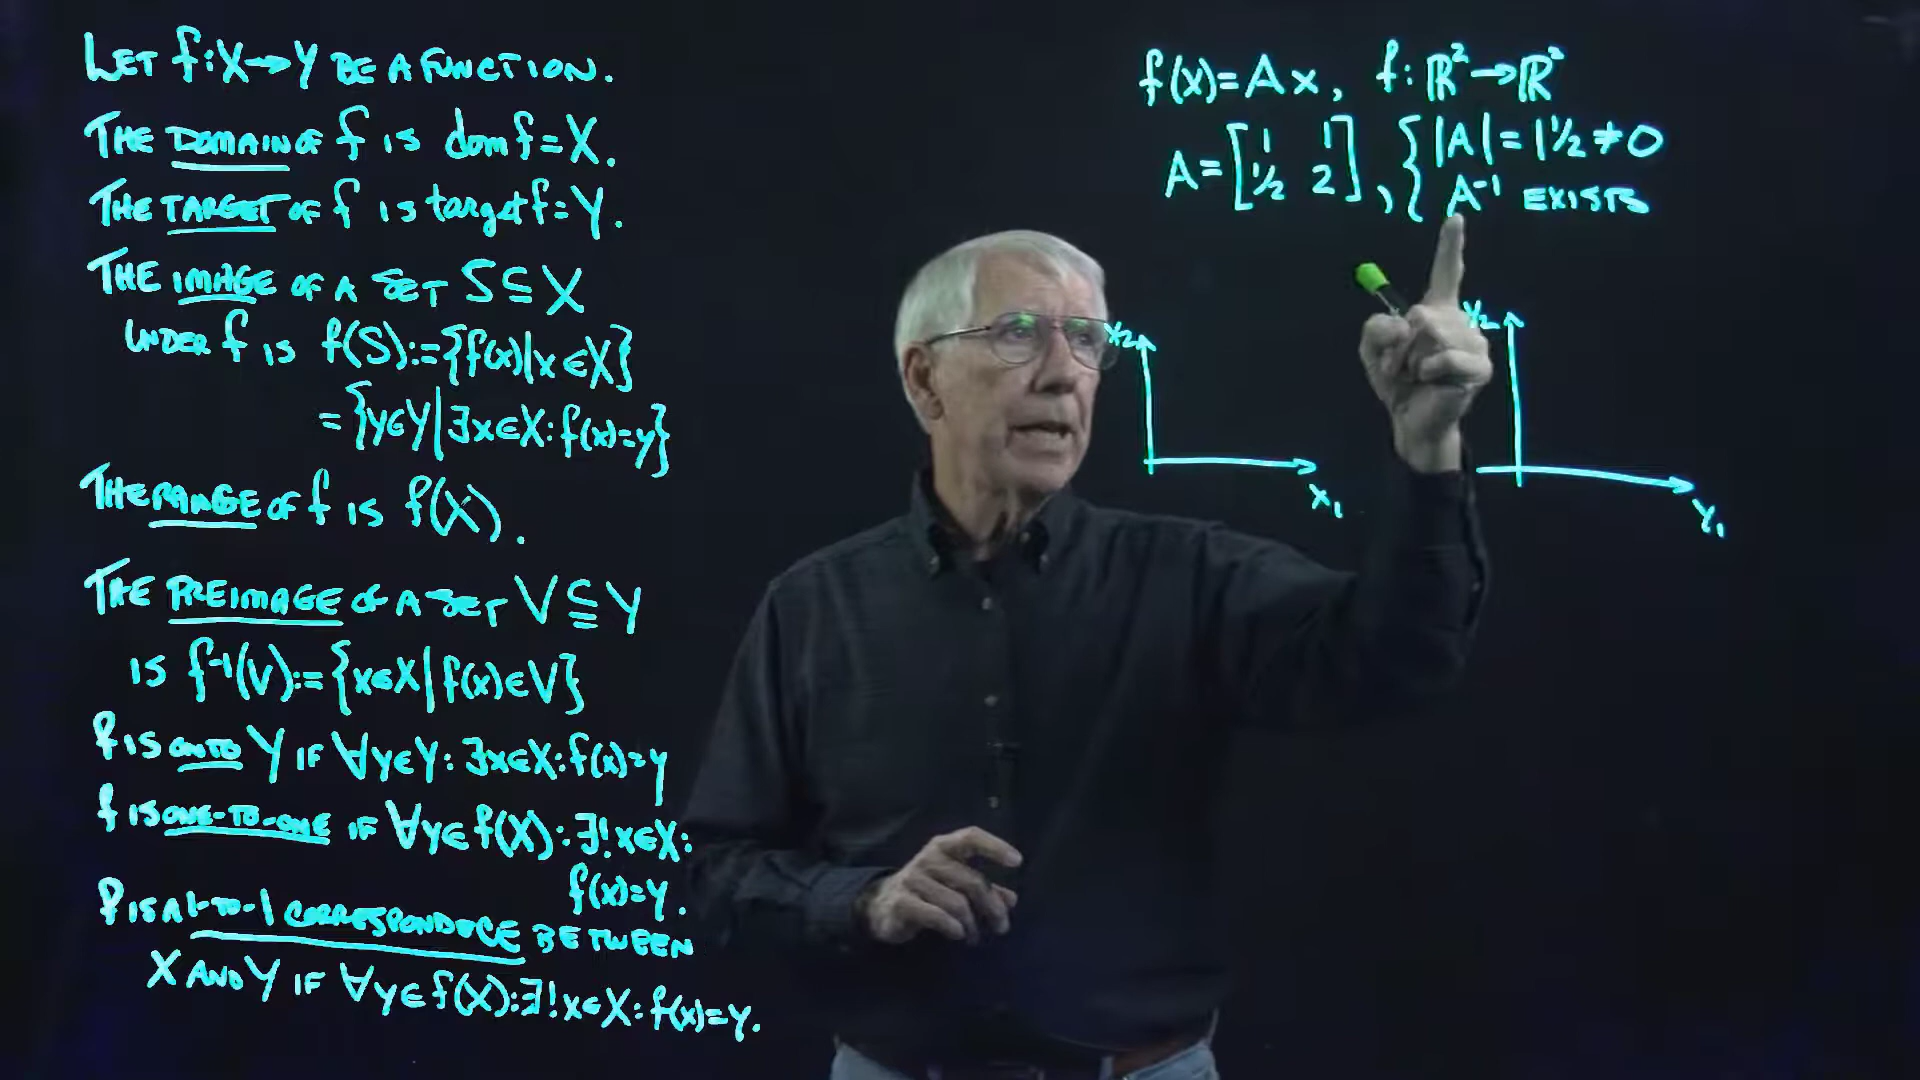 LET f:X→Y BE A FUNCTION.
THE DOMAIN OF f IS dom f=X.
THE TARGET OF f IS target f=Y.
THE IMAGE OF A SET S⊆X
UNDER f IS f(S):={f(x)|x∈X}
={y∈Y|∃x∈X:f(x)=y}
THE RANGE OF f IS f(X).
THE PREIMAGE OF A SET V⊆Y
IS f⁻¹(V):={x∈X|f(x)∈V}
f IS ONTO Y IF ∀y∈Y:∃x∈X:f(x)=y
f IS ONE-TO-ONE IF ∀y∈f(X):∃!x∈X:
f(x)=y.
f IS A 1-TO-1 CORRESPONDECE BETWEEN
X AND Y IF ∀y∈f(X):∃!x∈X:f(x)=y.
f(x)=Ax, f:ℝ²→ℝ²
A=[1 1
½ 2], {|A|=1½≠0
A⁻¹ EXISTS
x₂
x₁
y₂
y₁